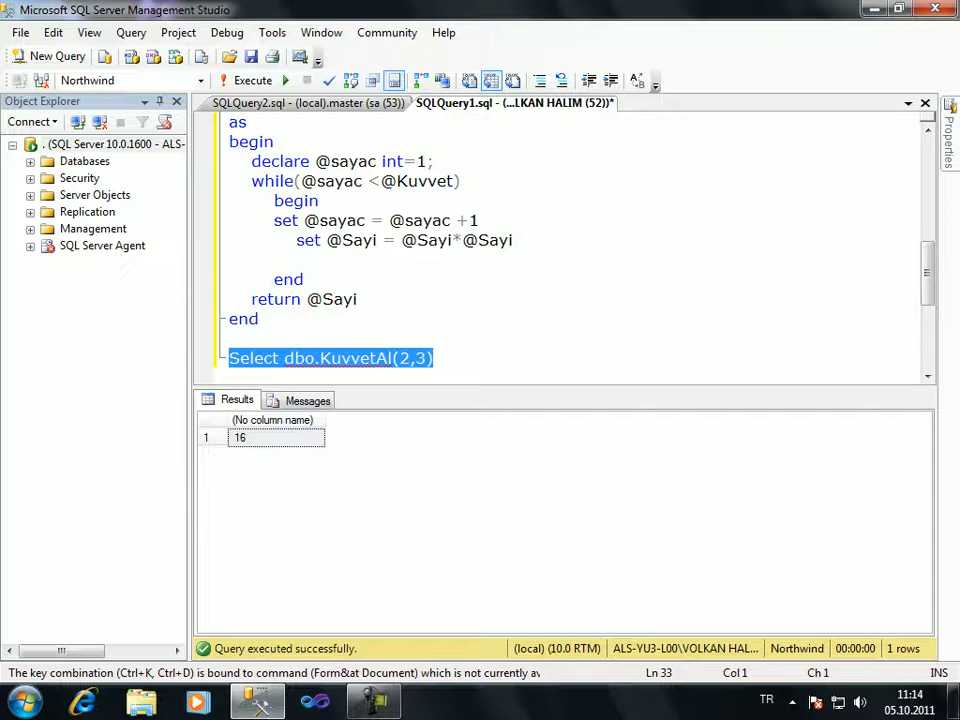 Microsoft SQL Server Management Studio
File Edit View Query Project Debug Tools Window Community Help
New Query
Northwind Execute
Object Explorer
SQLQuery2.sql - (local).master (sa (53)) SQLQuery1.sql - (...LKAN HALIM (52))*
Connect
. (SQL Server 10.0.1600 - ALS-
Databases
Security
Server Objects
Replication
Management
SQL Server Agent
Properties
as
begin
declare @sayac int=1;
while(@sayac <@Kuvvet)
begin
set @sayac = @sayac +1
set @Sayi = @Sayi*@Sayi
end
return @Sayi
end
Select dbo.KuvvetAl(2,3)
Results Messages
(No column name)
1 16
Query executed successfully. (local) (10.0 RTM) ALS-YU3-L00\VOLKAN HAL... Northwind 00:00:00 1 rows
The key combination (Ctrl+K, Ctrl+D) is bound to command (Form&at Document) which is not currently av Ln 33 Col 1 Ch 1 INS
TR
11:14
05.10.2011